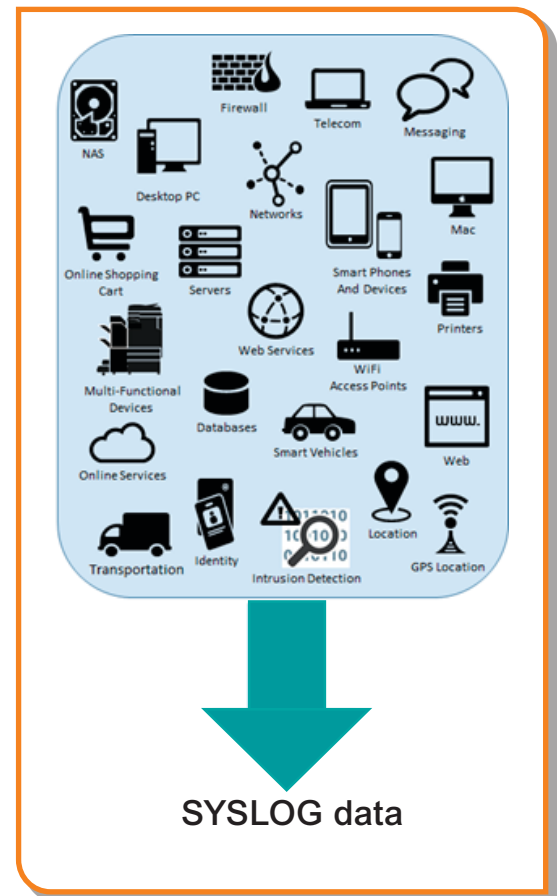 Firewall
Telecom
Messaging
NAS
Desktop PC
Networks
Mac
Online Shopping
Cart
Servers
Smart Phones
And Devices
Printers
Web Services
WiFi
Access Points
Multi-Functional
Devices
Databases
Smart Vehicles
www.
Web
Online Services
Transportation
Identity
1011010
Intrusion Detection
Location
GPS Location
SYSLOG data